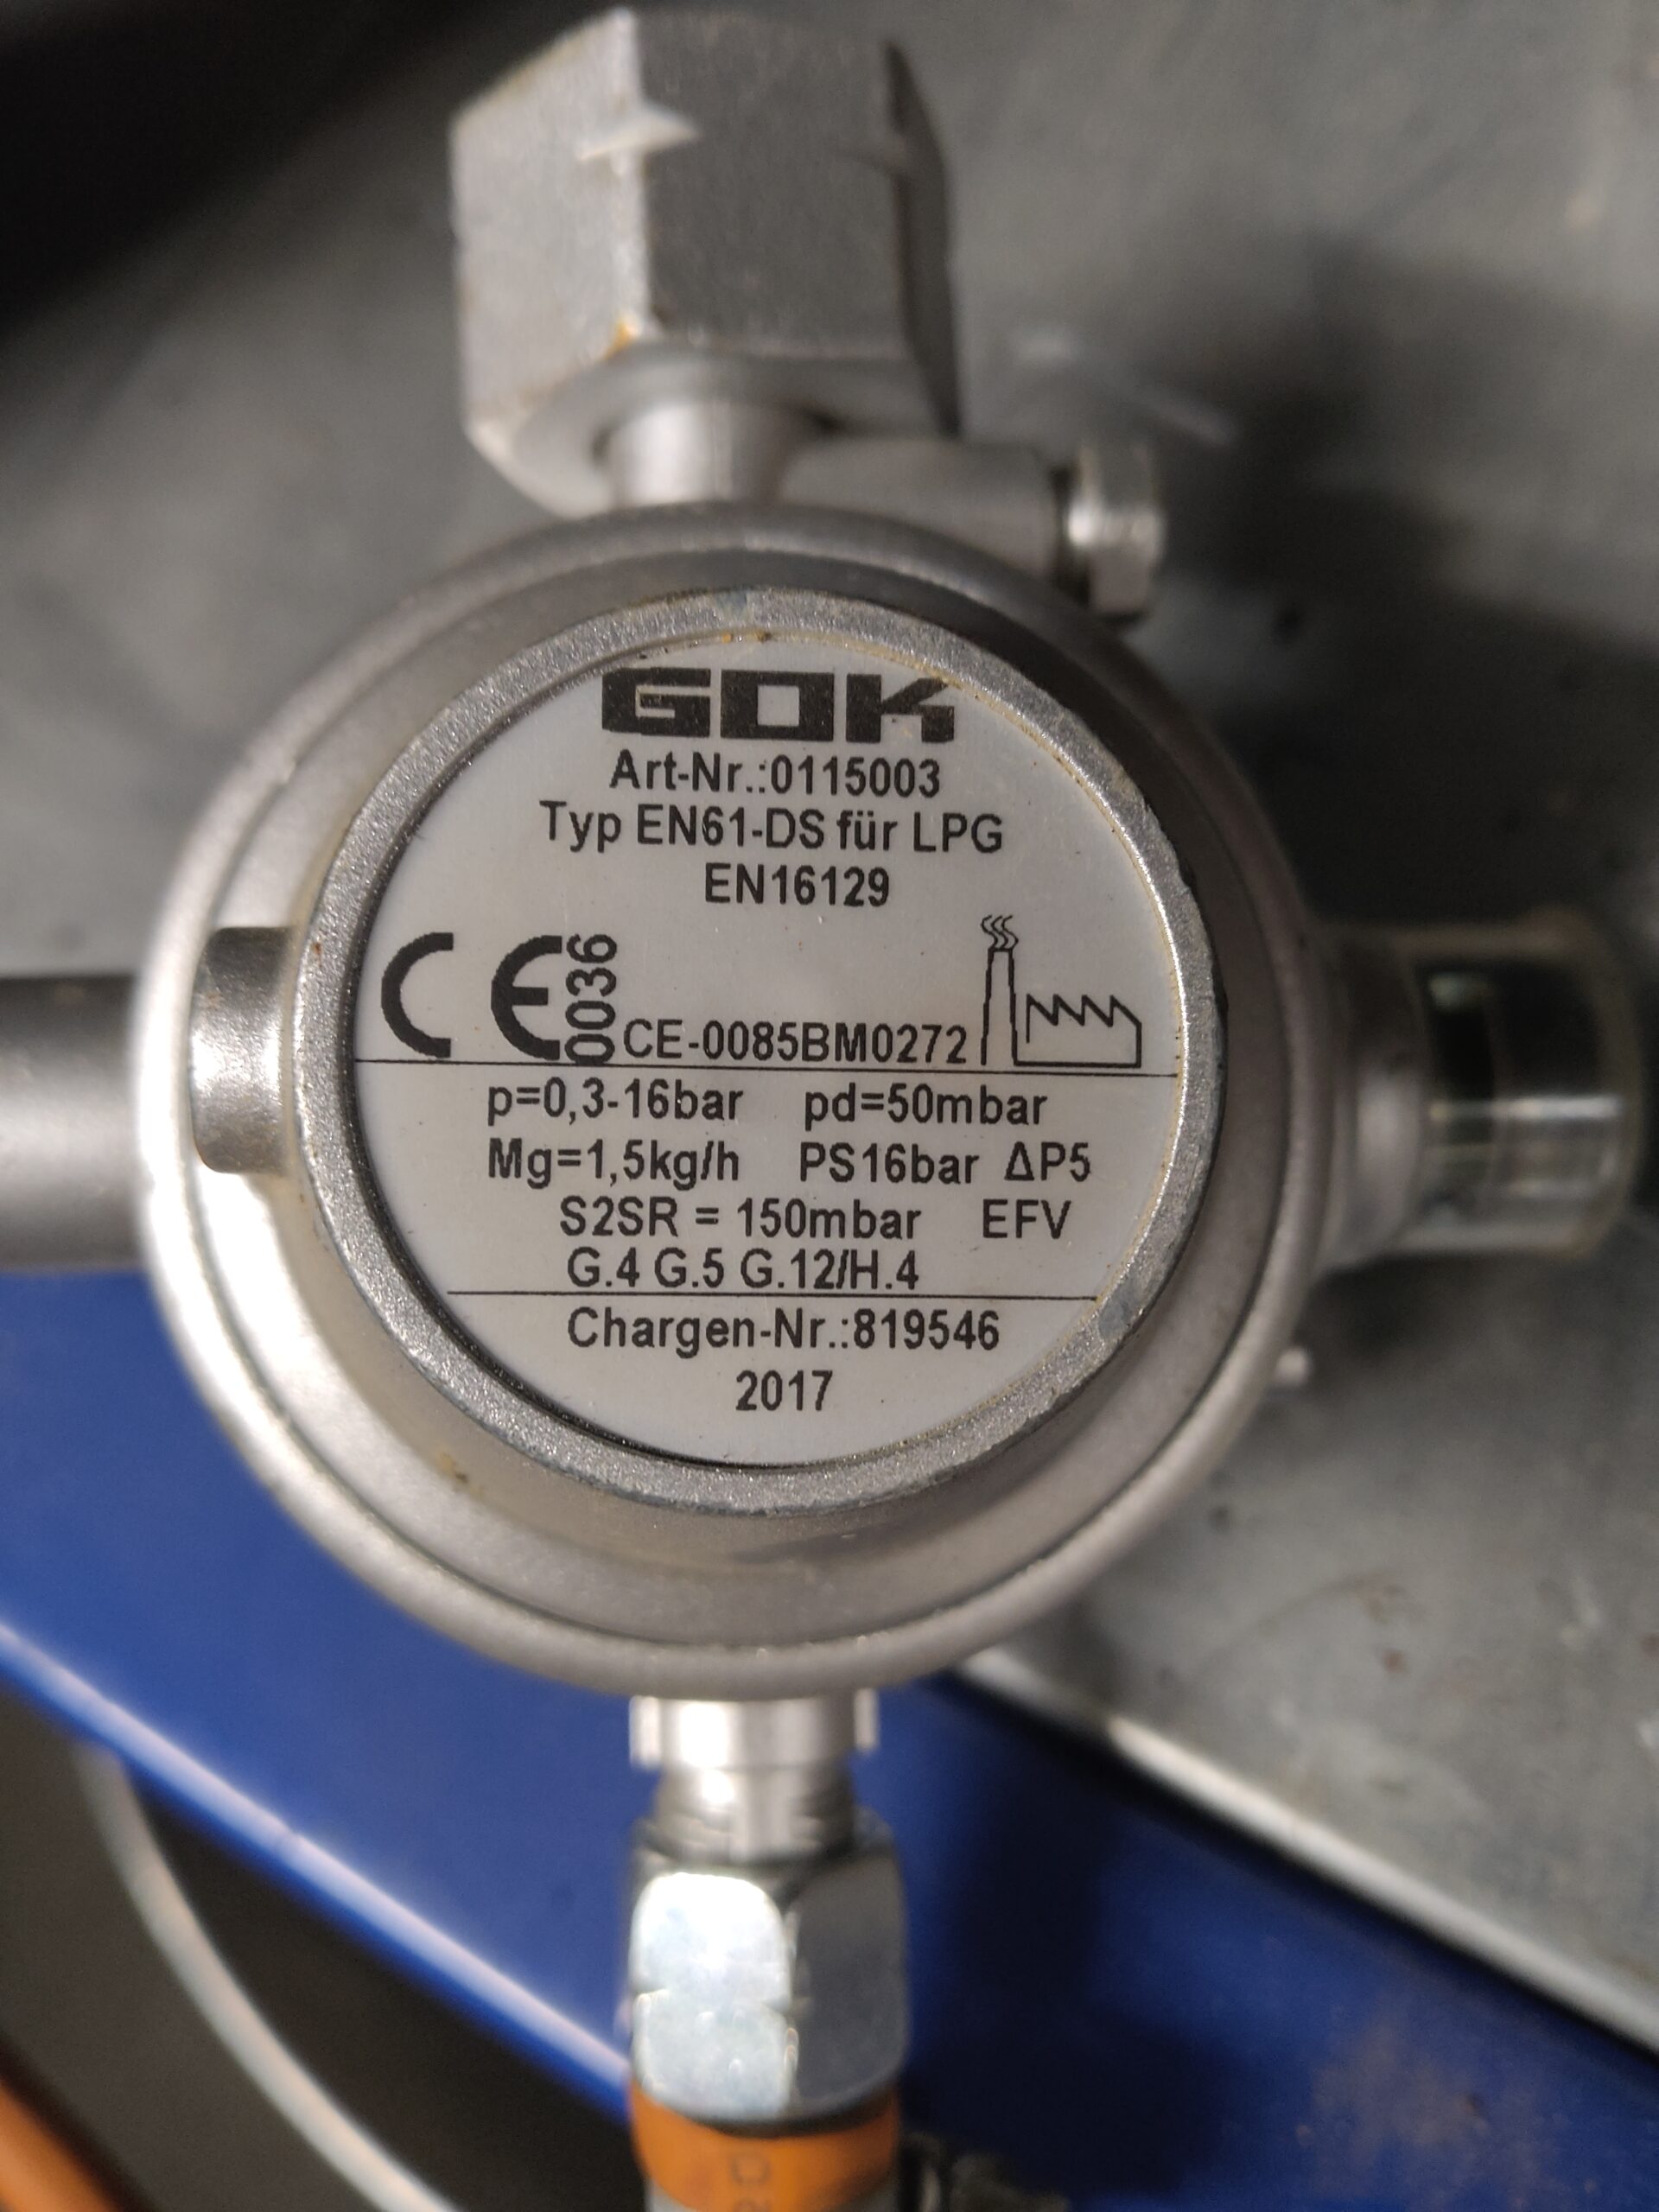 GOK
Art-Nr.:0115003
Typ EN61-DS für LPG
EN16129
CE 0036 CE-0085BM0272
p=0,3-16bar pd=50mbar
Mg=1,5kg/h PS16bar ΔP5
S2SR = 150mbar EFV
G.4 G.5 G.12/H.4
Chargen-Nr.:819546
2017